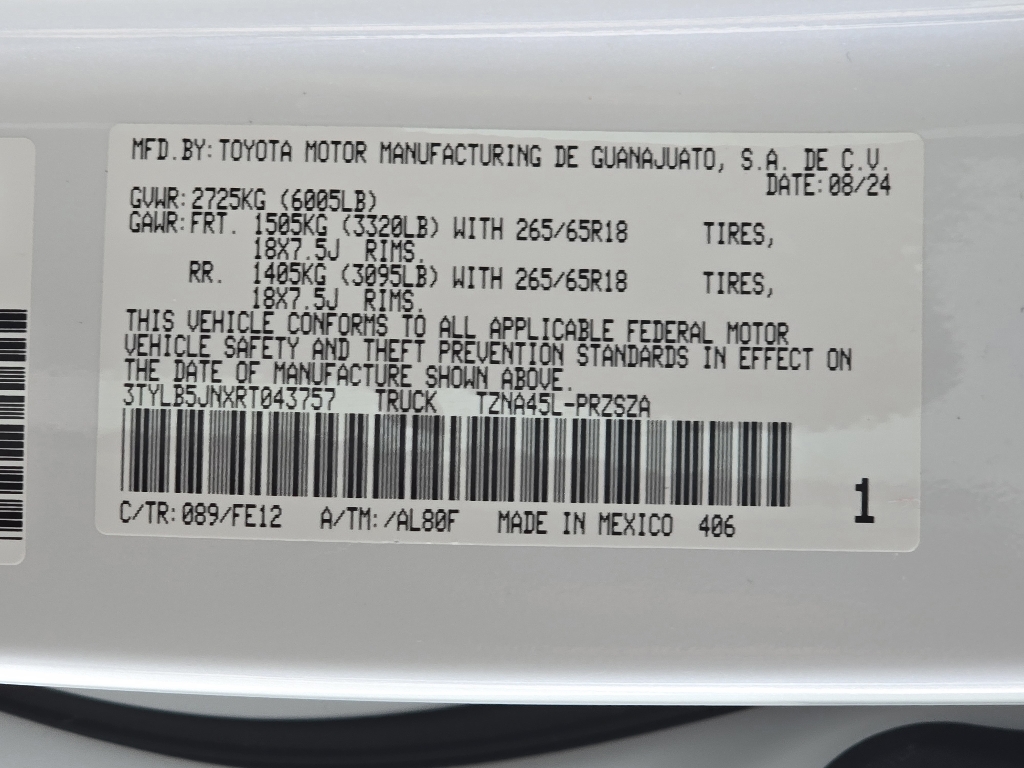 MFD.BY: TOYOTA MOTOR MANUFACTURING DE GUANAJUATO, S.A. DE C.V.
DATE: 08/24
GVWR: 2725KG (6005LB)
GAWR: FRT. 1505KG (3320LB) WITH 265/65R18 TIRES,
18X7.5J RIMS.
RR. 1405KG (3095LB) WITH 265/65R18 TIRES,
18X7.5J RIMS.
THIS VEHICLE CONFORMS TO ALL APPLICABLE FEDERAL MOTOR
VEHICLE SAFETY AND THEFT PREVENTION STANDARDS IN EFFECT ON
THE DATE OF MANUFACTURE SHOWN ABOVE.
3TYLB5JNXRT043757 TRUCK TZNA45L-PRZSZA
1
C/TR: 089/FE12 A/TM: /AL80F MADE IN MEXICO 406